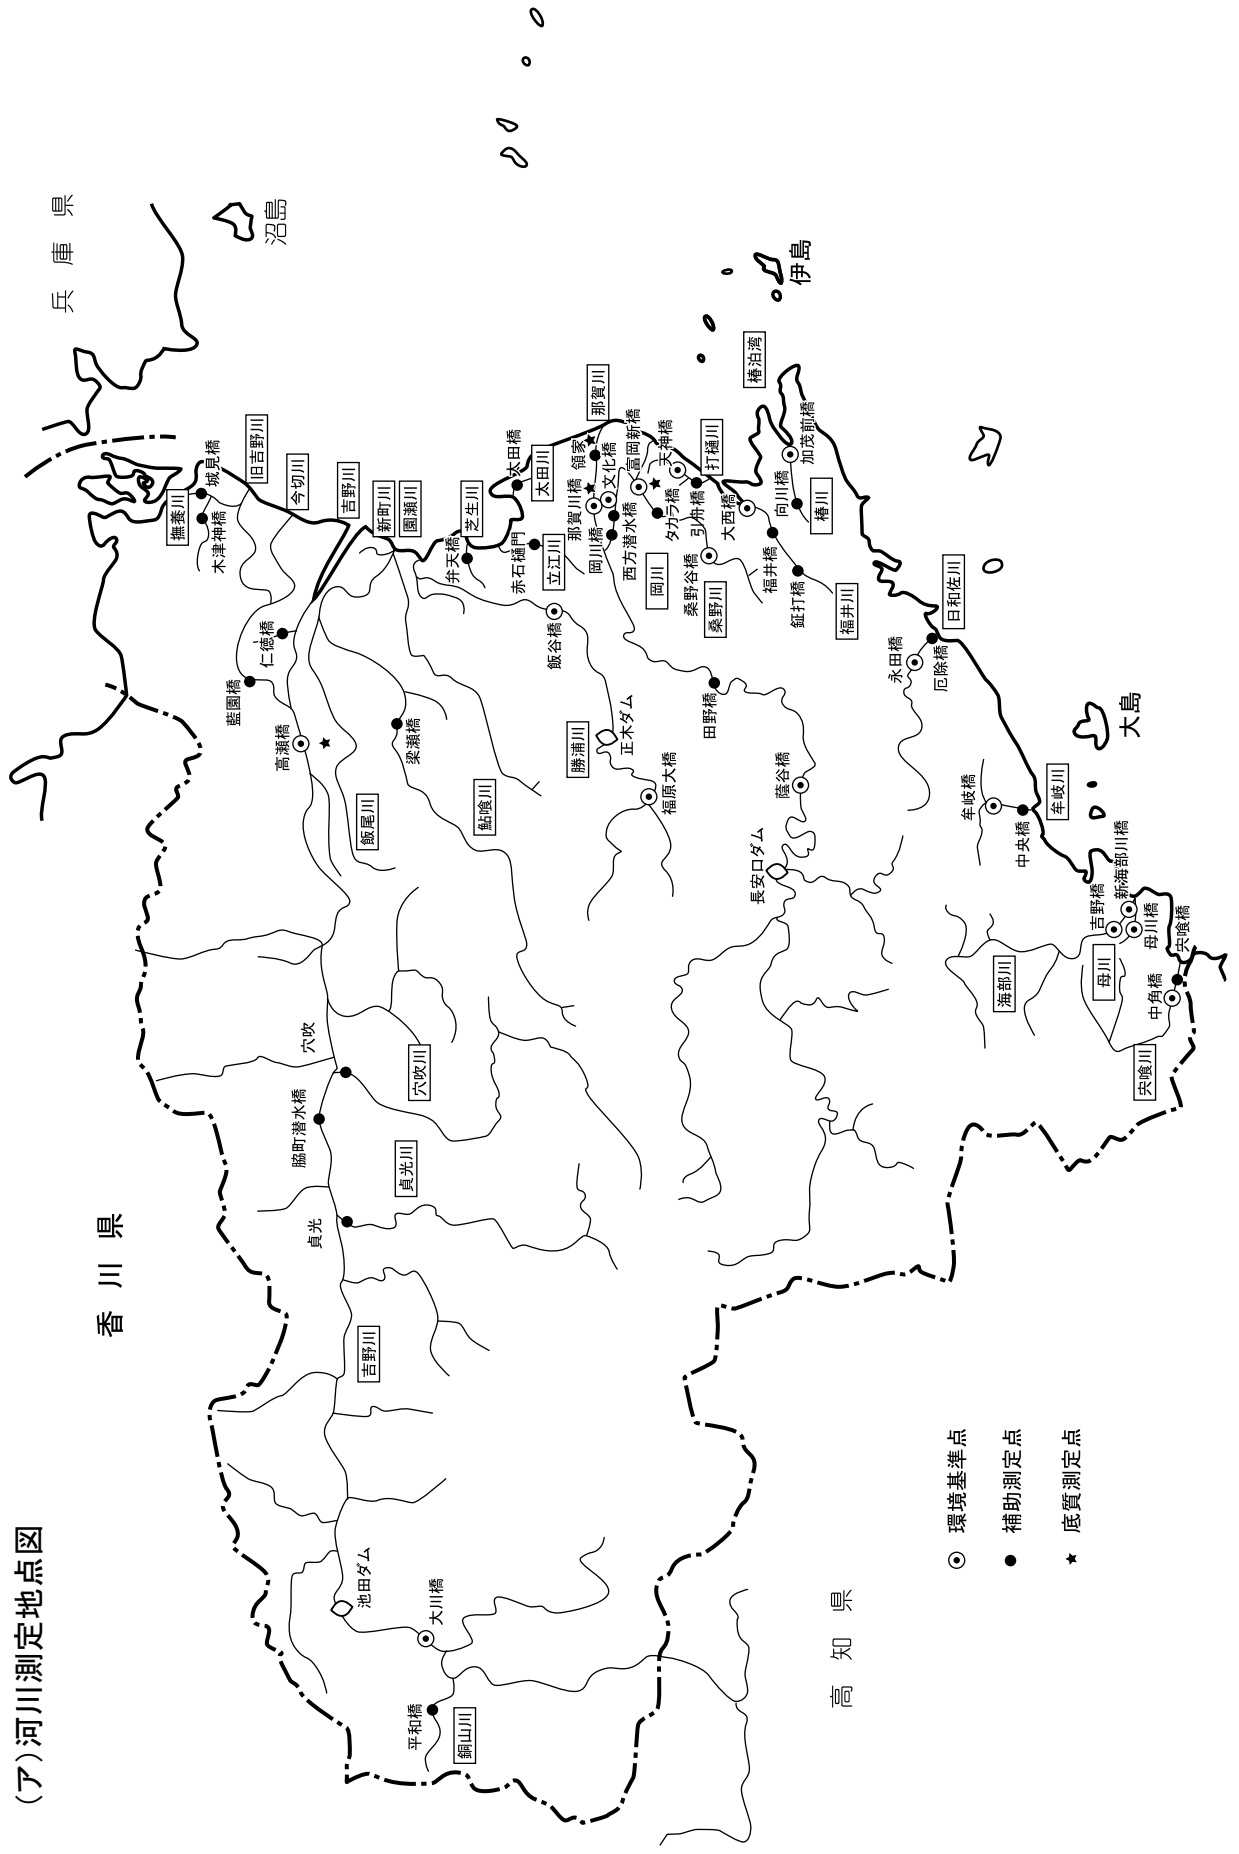 (ア)河川測定地点図
香川県
兵庫県
沼島
高知県
伊島
大島
撫養川
城見橋
木津神橋
旧吉野川
今切川
吉野川
新町川
園瀬川
仁徳橋
藍園橋
高瀬橋
飯尾川
梁瀬橋
鮎喰川
芝生川
弁天橋
太田橋
太田川
赤石樋門
立江川
飯谷橋
勝浦川
正木ダム
福原大橋
那賀川
領家
文化橋
那賀川橋
富岡新橋
岡川橋
西方潜水橋
岡川
天神橋
タカラ橋
引舟橋
打樋川
桑野谷橋
桑野川
大西橋
福井橋
鉦打橋
福井川
椿泊湾
加茂前橋
向川橋
椿川
田野橋
蔭谷橋
長安口ダム
日和佐川
永田橋
厄除橋
牟岐橋
中央橋
牟岐川
吉野橋
新海部川橋
母川橋
母川
海部川
宍喰橋
中角橋
宍喰川
穴吹
穴吹川
脇町潜水橋
貞光
貞光川
吉野川
池田ダム
大川橋
平和橋
銅山川
環境基準点
補助測定点
底質測定点